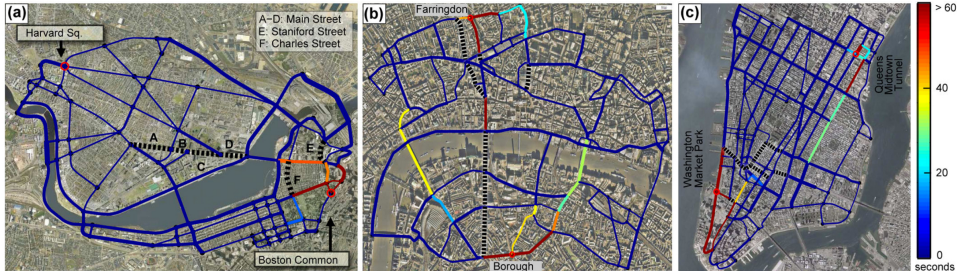 (a)
Harvard Sq.
A–D: Main Street
E: Staniford Street
F: Charles Street
A
B
C
D
E
F
Boston Common
(b)
Farringdon
Borough
(c)
Queens
Midtown
Tunnel
Washington
Market Park
> 60
40
20
0
seconds